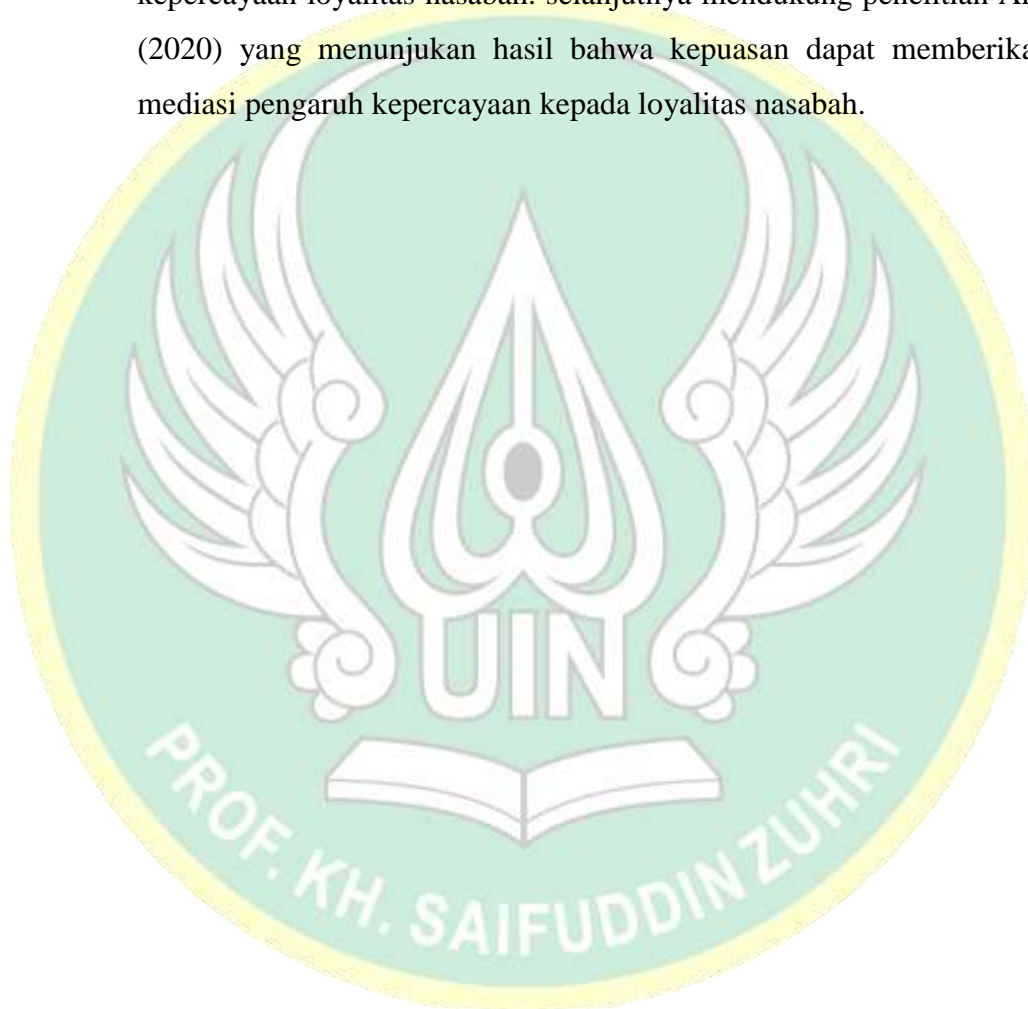 kepercayaan loyalitas nasabah. selanjutnya mendukung penelitian
(2020) yang menunjukan hasil bahwa kepuasan dapat
mediasi pengaruh kepercayaan kepada loyalitas nasabah.
UIN
PROF. KH. SAIFUDDIN ZUHRI